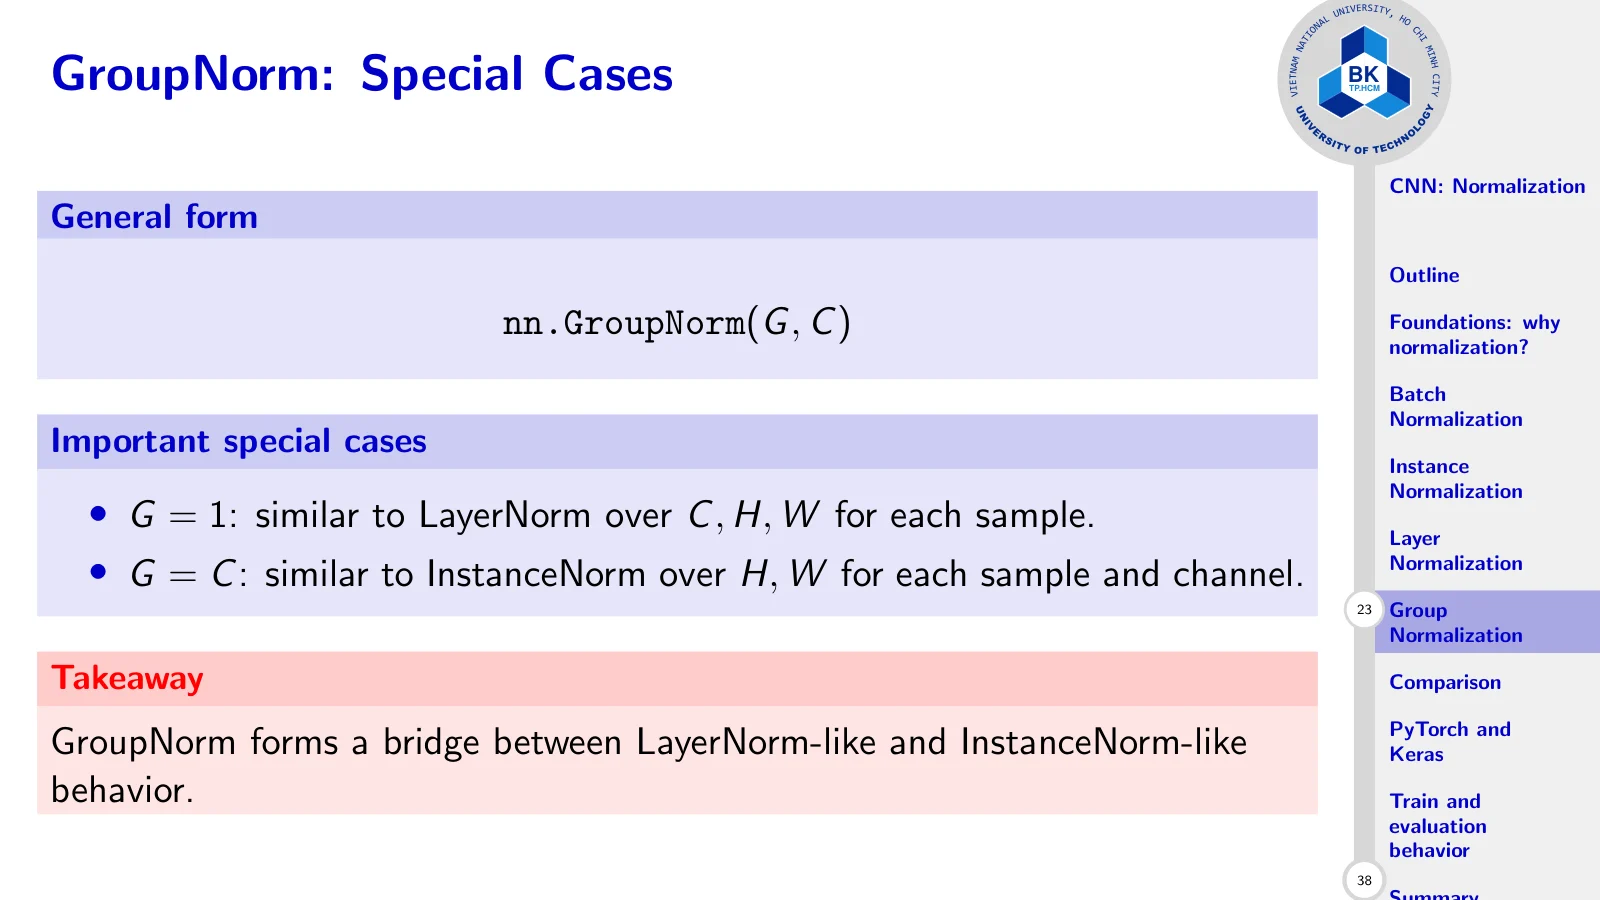 GroupNorm: Special Cases
VIETNAM NATIONAL UNIVERSITY, HO CHI MINH CITY
BK
TP.HCM
UNIVERSITY OF TECHNOLOGY
General form
nn.GroupNorm(G, C)
Important special cases
• G = 1: similar to LayerNorm over C, H, W for each sample.
• G = C: similar to InstanceNorm over H, W for each sample and channel.
Takeaway
GroupNorm forms a bridge between LayerNorm-like and InstanceNorm-like
behavior.
CNN: Normalization
Outline
Foundations: why
normalization?
Batch
Normalization
Instance
Normalization
Layer
Normalization
23
Group
Normalization
Comparison
PyTorch and
Keras
Train and
evaluation
behavior
38
Summary